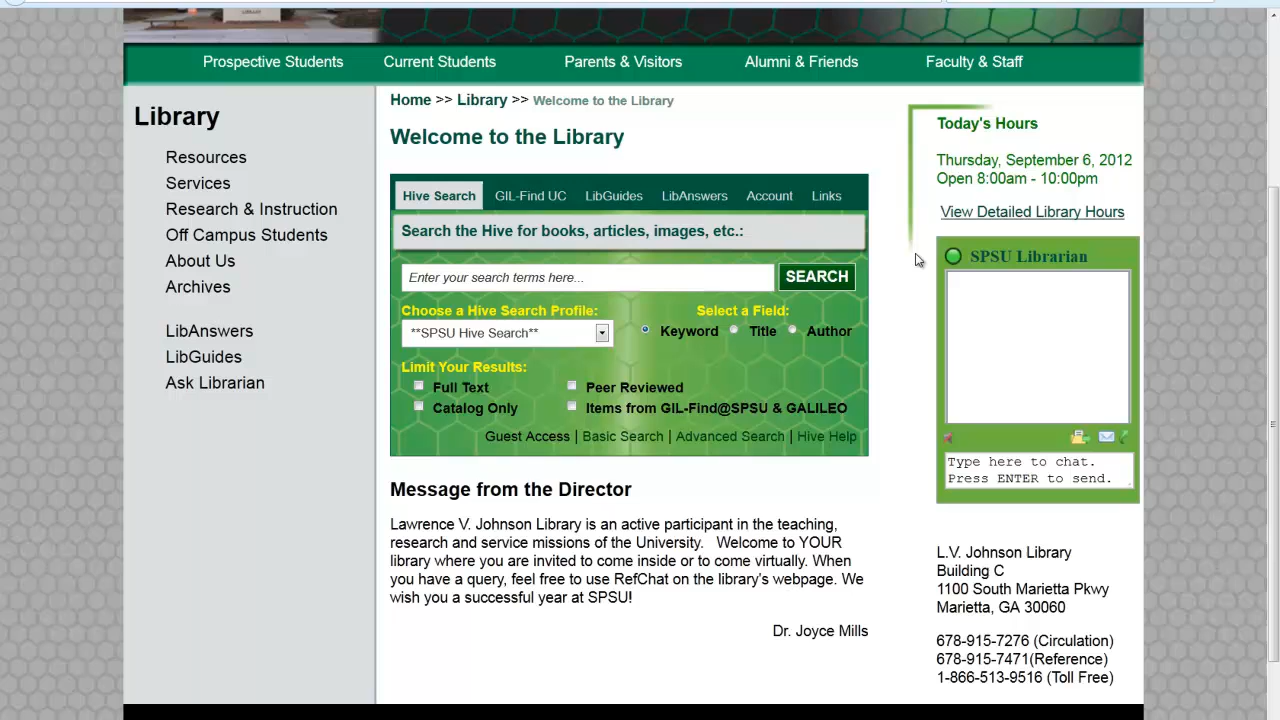 Prospective Students Current Students Parents & Visitors Alumni & Friends Faculty & Staff
Library
Resources
Services
Research & Instruction
Off Campus Students
About Us
Archives
LibAnswers
LibGuides
Ask Librarian
Home >> Library >> Welcome to the Library
Welcome to the Library
Hive Search GIL-Find UC LibGuides LibAnswers Account Links
Search the Hive for books, articles, images, etc.:
Enter your search terms here... SEARCH
Choose a Hive Search Profile: Select a Field:
**SPSU Hive Search** Keyword Title Author
Limit Your Results:
Full Text Peer Reviewed
Catalog Only Items from GIL-Find@SPSU & GALILEO
Guest Access | Basic Search | Advanced Search | Hive Help
Message from the Director
Lawrence V. Johnson Library is an active participant in the teaching,
research and service missions of the University. Welcome to YOUR
library where you are invited to come inside or to come virtually. When
you have a query, feel free to use RefChat on the library's webpage. We
wish you a successful year at SPSU!
Dr. Joyce Mills
Today's Hours
Thursday, September 6, 2012
Open 8:00am - 10:00pm
View Detailed Library Hours
SPSU Librarian
Type here to chat.
Press ENTER to send.
L.V. Johnson Library
Building C
1100 South Marietta Pkwy
Marietta, GA 30060
678-915-7276 (Circulation)
678-915-7471(Reference)
1-866-513-9516 (Toll Free)